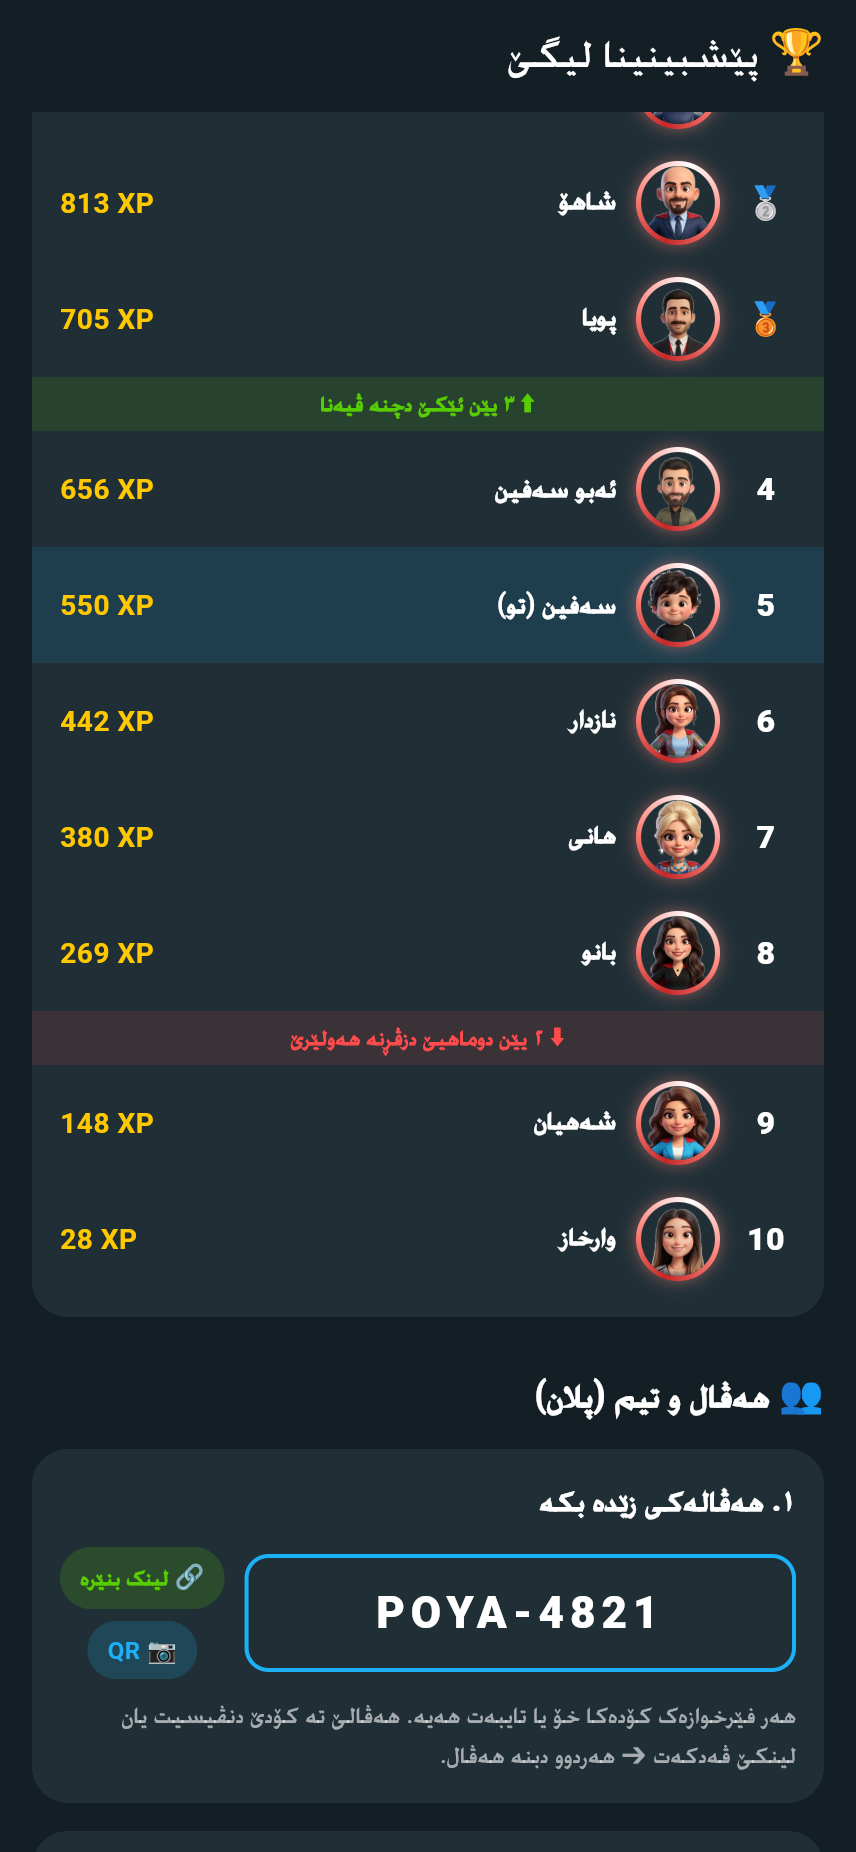 🏆 پێشبینینا لیگێ
🥈 شاهۆ 813 XP
🥉 پویا 705 XP
⬆ ٣ یێن ئێکێ دچنە ڤیەنا
4 ئەبو سەفین 656 XP
5 سەفین (تو) 550 XP
6 نازدار 442 XP
7 هانی 380 XP
8 بانو 269 XP
⬇ ٢ یێن دوماهیێ دزڤڕنە هەولێرێ
9 شەهیان 148 XP
10 وارخاز 28 XP
👥 هەڤال و تیم (پلان)
١. هەڤالەکی زێدە بکە
POYA-4821
🔗 لینک بنێرە
📷 QR
هەر فێرخوازەک کۆدەکا خۆ یا تایبەت هەیە. هەڤالێ تە کۆدێ دنڤیسیت یان
لینکێ ڤەدکەت ➔ هەردوو دبنە هەڤال.